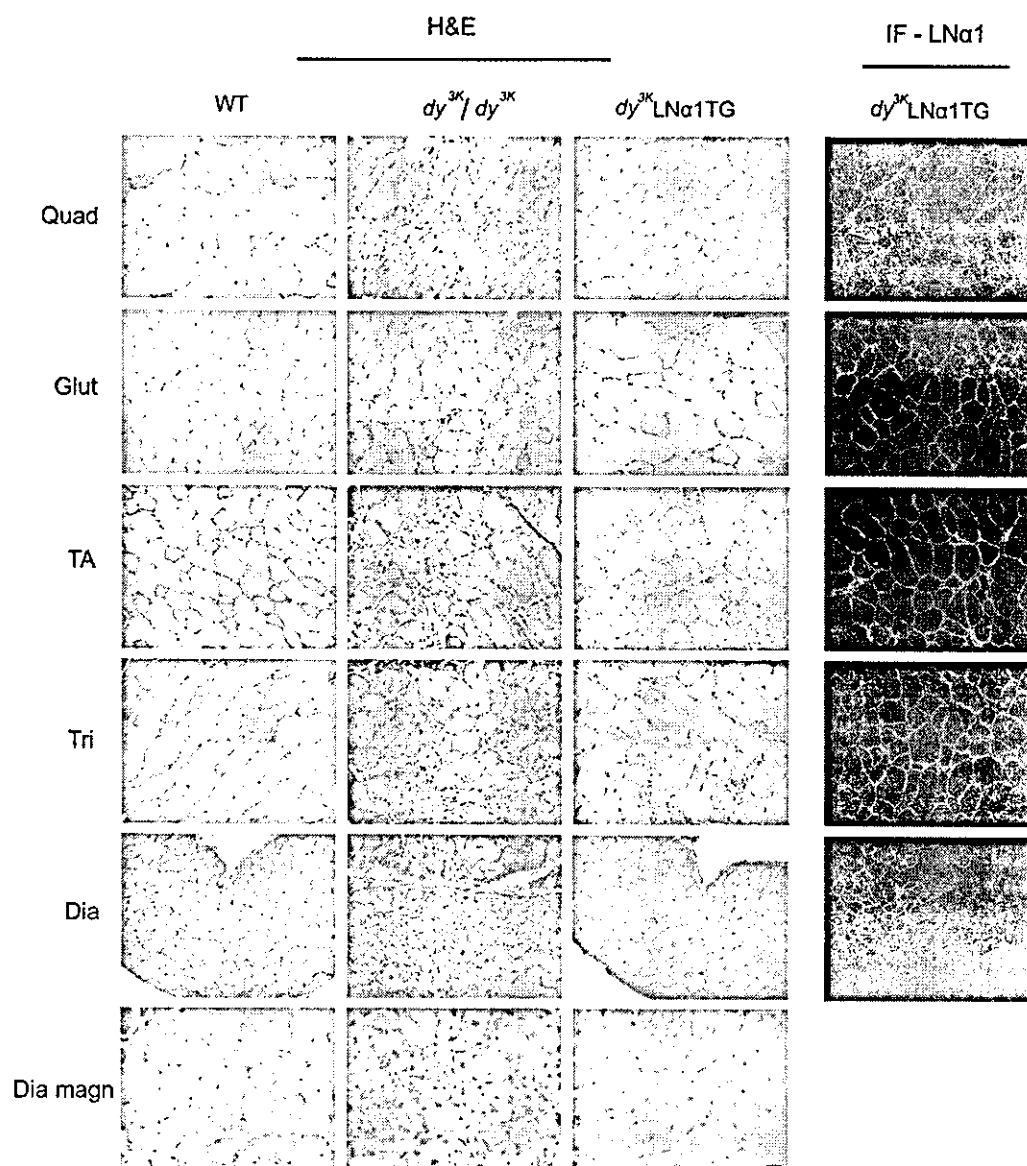 H&E
IF - LNα1
WT
dy³ᴷ/ dy³ᴷ
dy³ᴷLNα1TG
dy³ᴷLNα1TG
Quad
Glut
TA
Tri
Dia
Dia magn